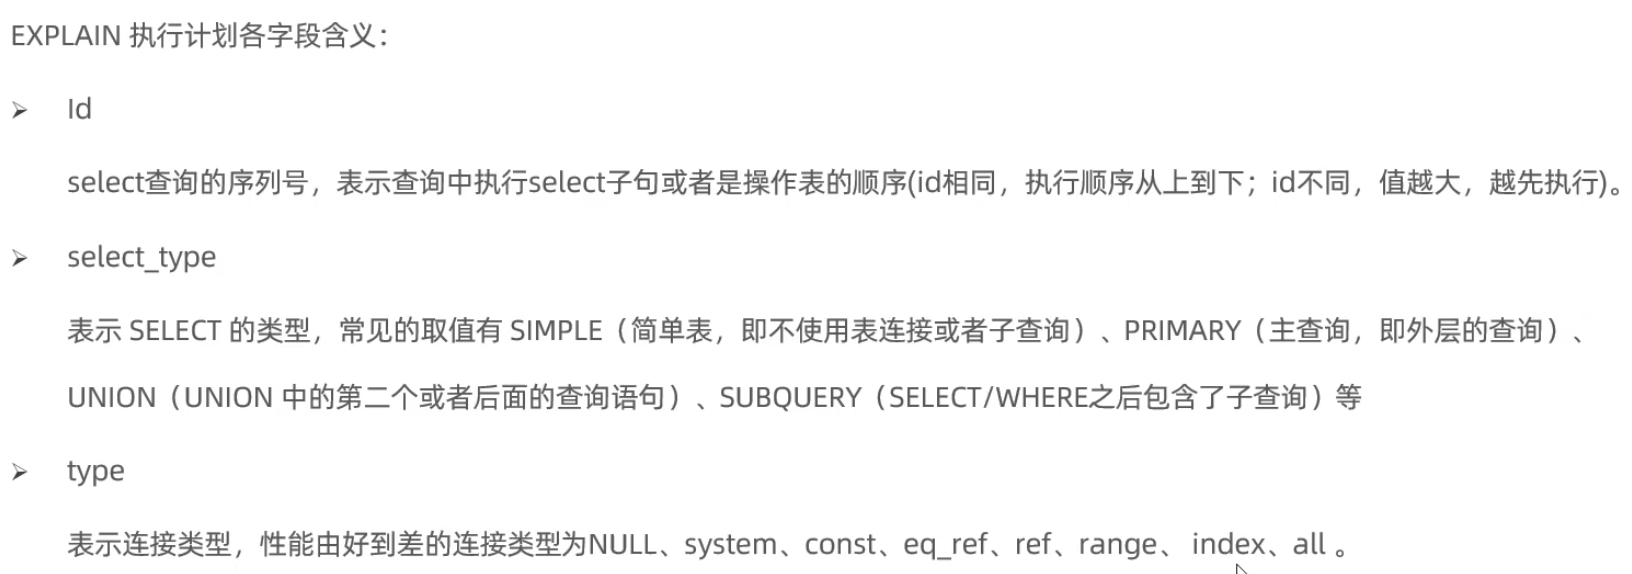 EXPLAIN 执行计划各字段含义：
➢ Id
select查询的序列号，表示查询中执行select子句或者是操作表的顺序(id相同，执行顺序从上到下；id不同，值越大，越先执行)。
➢ select_type
表示 SELECT 的类型，常见的取值有 SIMPLE（简单表，即不使用表连接或者子查询）、PRIMARY（主查询，即外层的查询）、
UNION（UNION 中的第二个或者后面的查询语句）、SUBQUERY（SELECT/WHERE之后包含了子查询）等
➢ type
表示连接类型，性能由好到差的连接类型为NULL、system、const、eq_ref、ref、range、 index、all 。